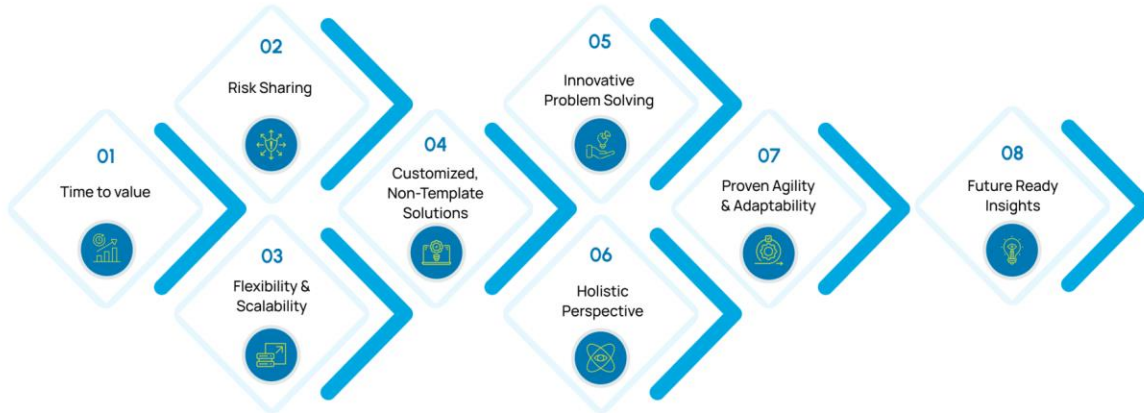 01
Time to value
02
Risk Sharing
03
Flexibility &
Scalability
04
Customized,
Non-Template
Solutions
05
Innovative
Problem Solving
06
Holistic
Perspective
07
Proven Agility
& Adaptability
08
Future Ready
Insights